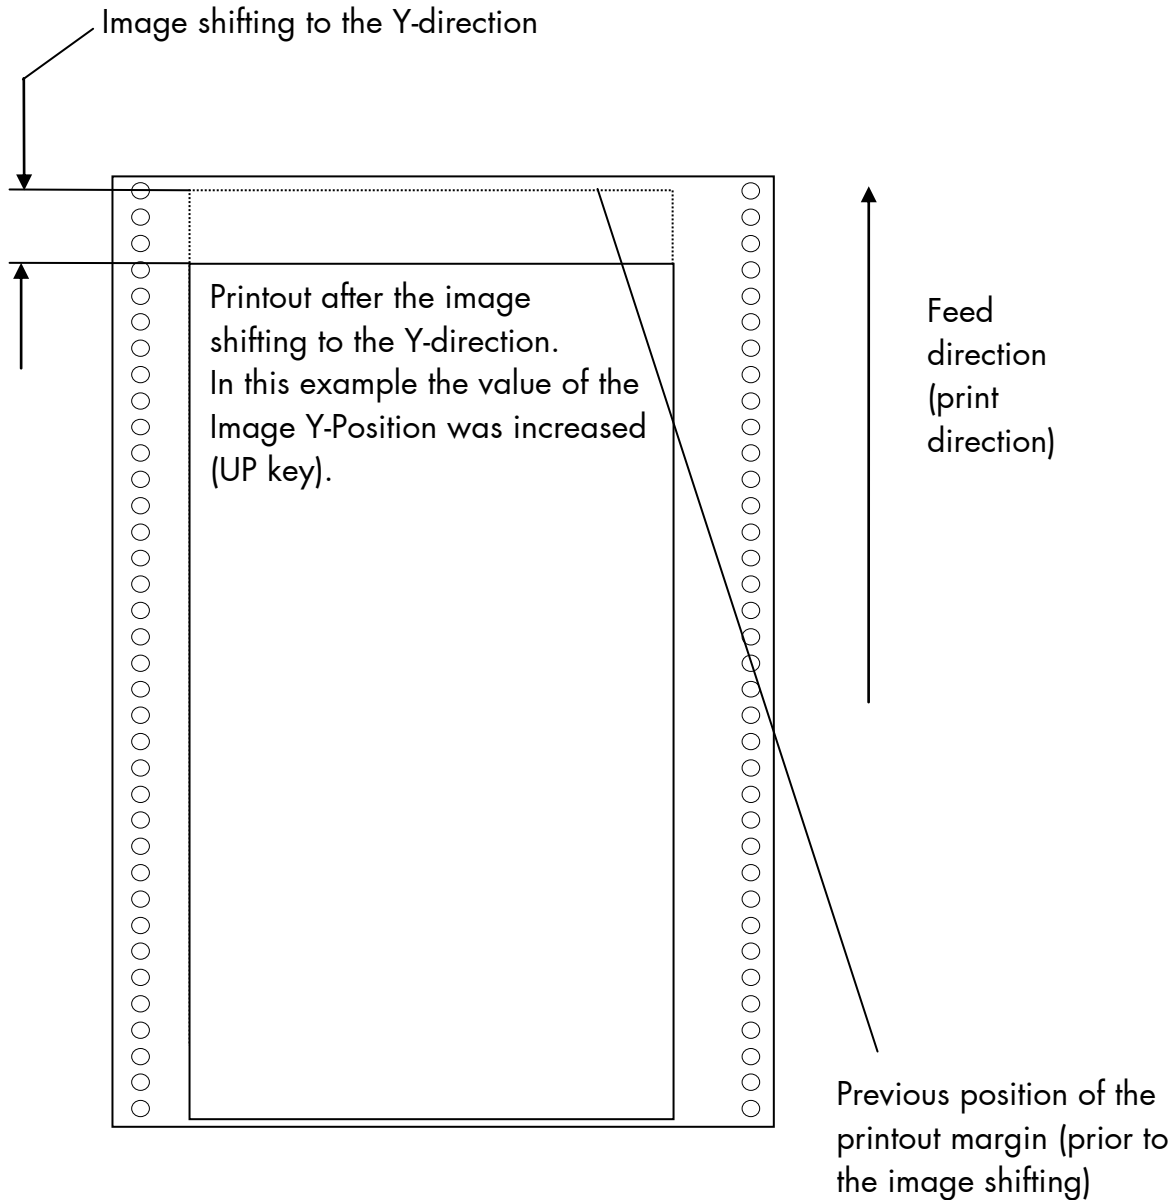 Image shifting to the Y-direction
Printout after the image
shifting to the Y-direction.
In this example the value of the
Image Y-Position was increased
(UP key).
Feed
direction
(print
direction)
Previous position of the
printout margin (prior to
the image shifting)